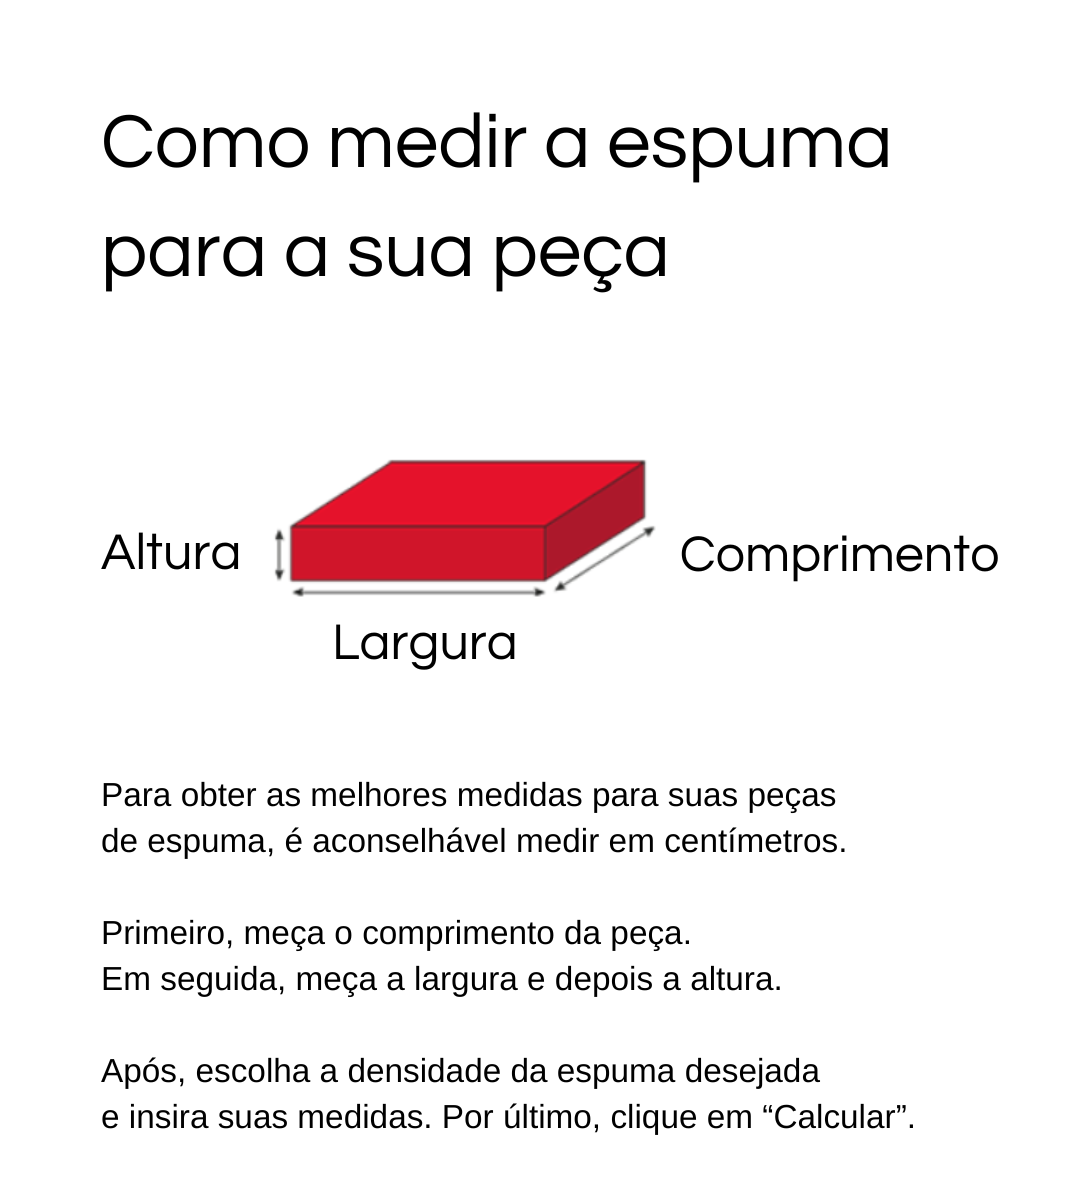 Como medir a espuma
para a sua peça
Altura
Comprimento
Largura
Para obter as melhores medidas para suas peças
de espuma, é aconselhável medir em centímetros.
Primeiro, meça o comprimento da peça.
Em seguida, meça a largura e depois a altura.
Após, escolha a densidade da espuma desejada
e insira suas medidas. Por último, clique em “Calcular”.